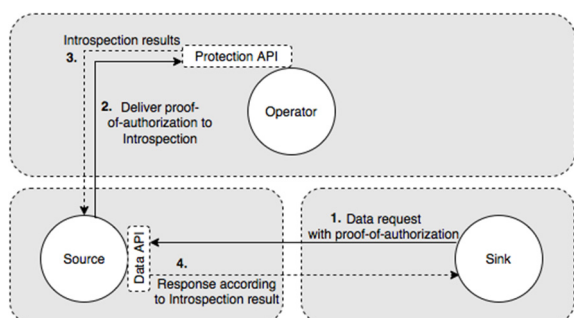 Introspection results
3.
Protection API
2. Deliver proof-
of-authorization to
Introspection
Operator
1. Data request
with proof-of-authorization
Source
Data API
4.
Response according
to Introspection result
Sink